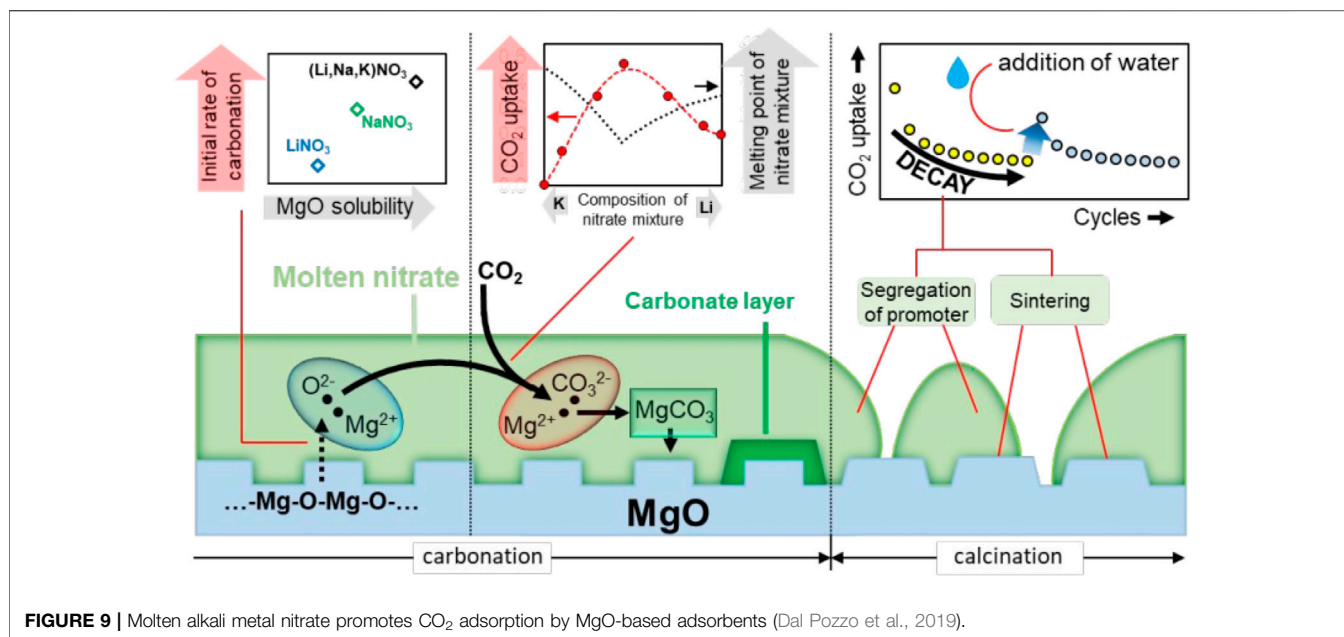 Initial rate of
carbonation
(Li,Na,K)NO₃
NaNO₃
LiNO₃
MgO solubility
CO₂ uptake
K
Composition of
nitrate mixture
Li
Melting point of
nitrate mixture
CO₂ uptake
addition of water
DECAY
Cycles
Molten nitrate
CO₂
Carbonate layer
Segregation
of promoter
Sintering
O²⁻
Mg²⁺
CO₃²⁻
Mg²⁺
MgCO₃
...-Mg-O-Mg-O-...
MgO
carbonation
calcination
FIGURE 9 | Molten alkali metal nitrate promotes CO₂ adsorption by MgO-based adsorbents (Dal Pozzo et al., 2019).